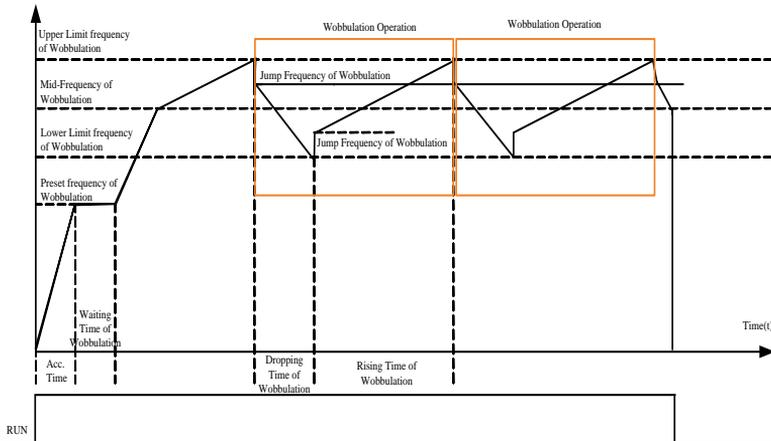 Wobbulation Operation
Wobbulation Operation
Upper Limit frequency
of Wobbulation
Jump Frequency of Wobbulation
Mid-Frequency of
Wobbulation
Lower Limit frequency
of Wobbulation
Jump Frequency of Wobbulation
Preset frequency of
Wobbulation
Waiting
Time of
Wobbulation
Time(t)
Acc.
Time
Dropping
Time of
Wobbulation
Rising Time of
Wobbulation
RUN